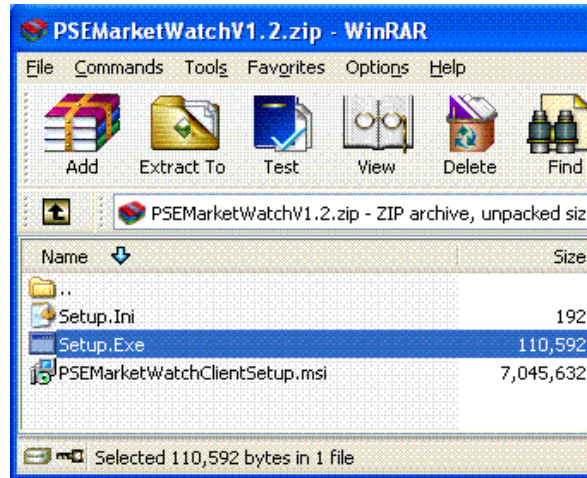 PSEMarketWatchV1.2.zip - WinRAR
File Commands Tools Favorites Options Help
Add Extract To Test View Delete Find
PSEMarketWatchV1.2.zip - ZIP archive, unpacked siz
Name Size
..
Setup.Ini 192
Setup.Exe 110,592
PSEMarketWatchClientSetup.msi 7,045,632
Selected 110,592 bytes in 1 file